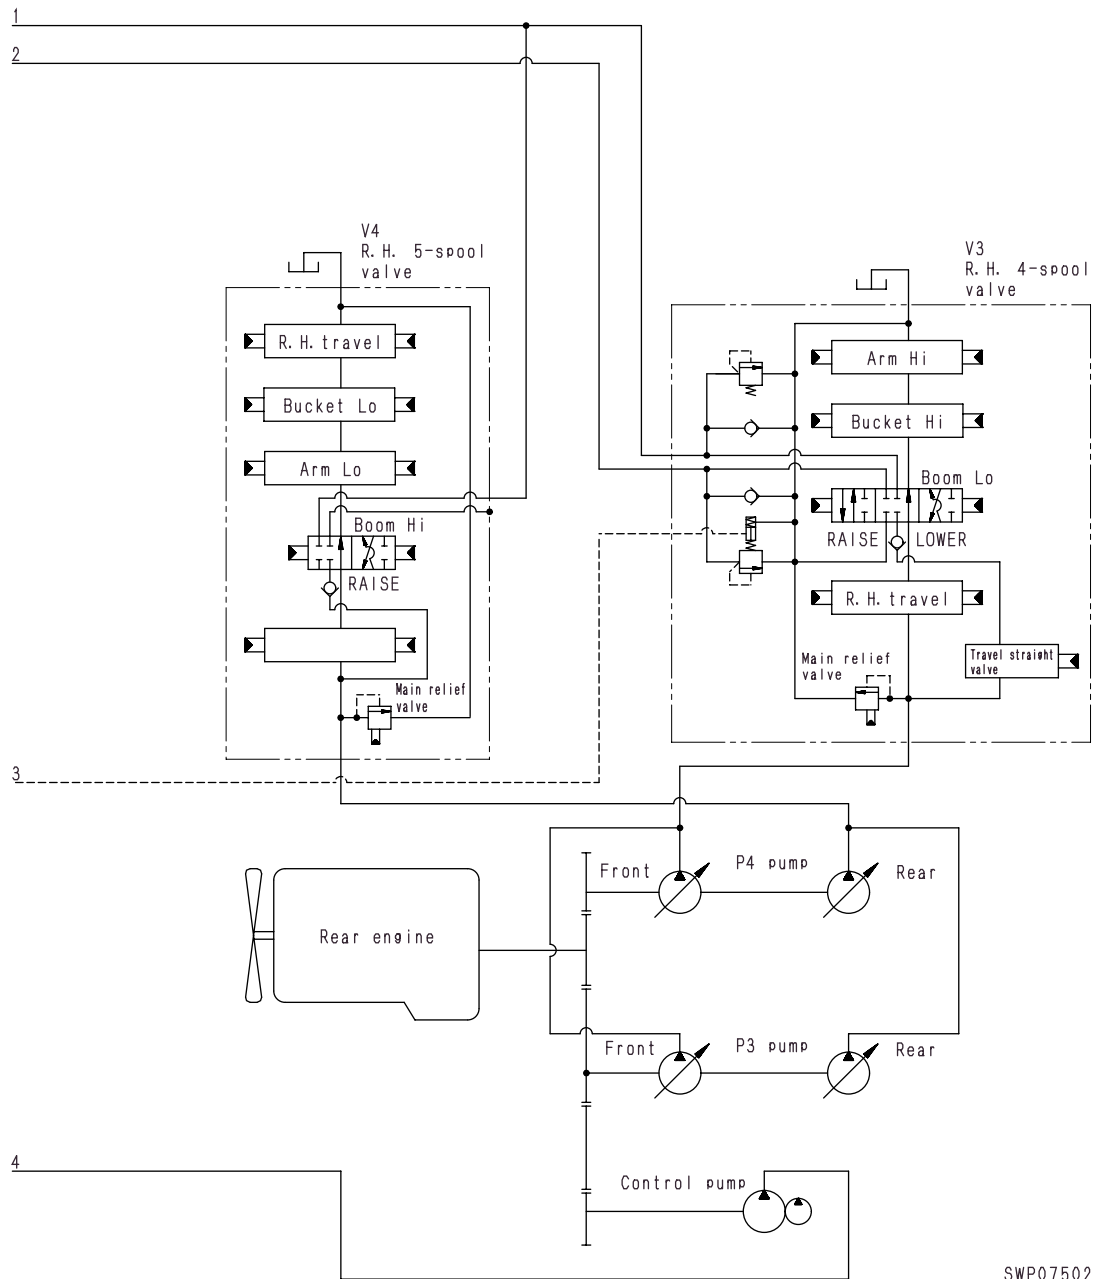 1
2
V4
R.H. 5-spool
valve
V3
R.H. 4-spool
valve
R.H. travel
Bucket Lo
Arm Lo
Boom Hi
RAISE
Main relief
valve
Arm Hi
Bucket Hi
Boom Lo
RAISE
LOWER
R.H. travel
Main relief
valve
Travel straight
valve
3
Front
P4 pump
Rear
Rear engine
Front
P3 pump
Rear
4
Control pump
SWP07502